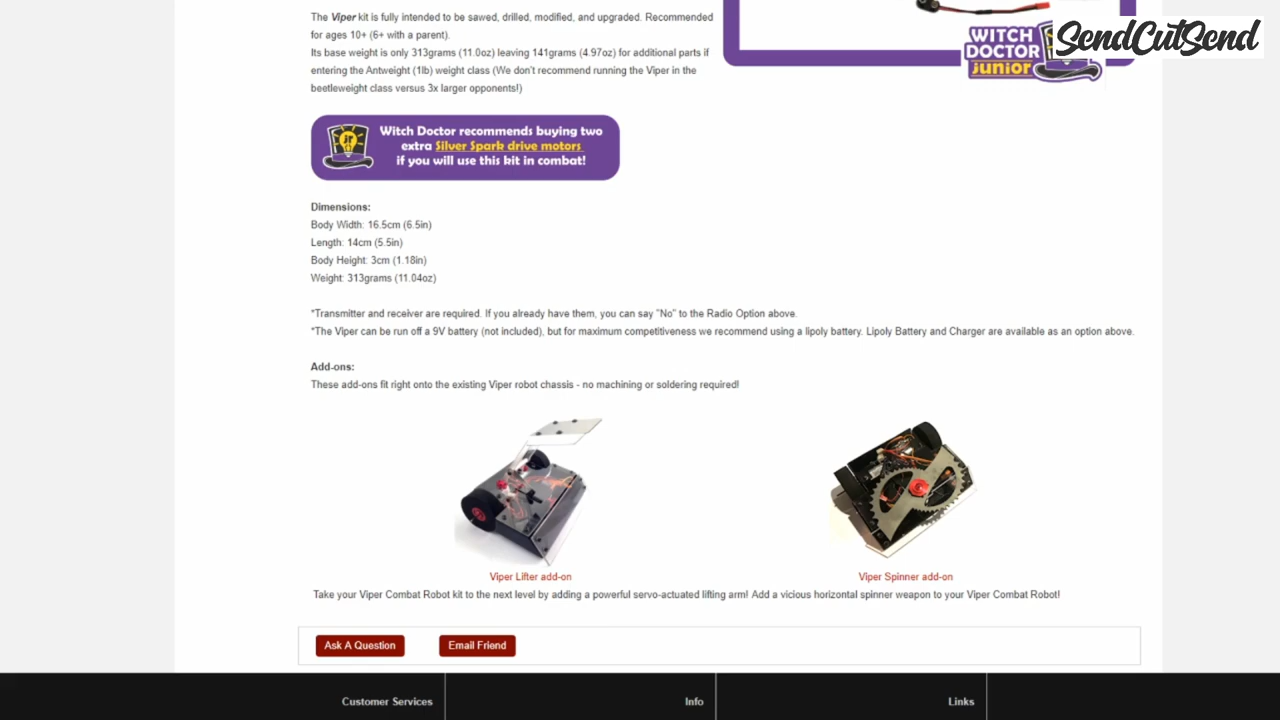 The Viper kit is fully intended to be sawed, drilled, modified, and upgraded. Recommended
for ages 10+ (6+ with a parent).
Its base weight is only 313grams (11.0oz) leaving 141grams (4.97oz) for additional parts if
entering the Antweight (1lb) weight class (We don't recommend running the Viper in the
beetleweight class versus 3x larger opponents!)
WITCH
DOCTOR
junior
SendCutSend
Witch Doctor recommends buying two
extra Silver Spark drive motors
if you will use this kit in combat!
Dimensions:
Body Width: 16.5cm (6.5in)
Length: 14cm (5.5in)
Body Height: 3cm (1.18in)
Weight: 313grams (11.04oz)
*Transmitter and receiver are required. If you already have them, you can say "No" to the Radio Option above.
*The Viper can be run off a 9V battery (not included), but for maximum competitiveness we recommend using a lipoly battery. Lipoly Battery and Charger are available as an option above.
Add-ons:
These add-ons fit right onto the existing Viper robot chassis - no machining or soldering required!
Viper Lifter add-on
Viper Spinner add-on
Take your Viper Combat Robot kit to the next level by adding a powerful servo-actuated lifting arm! Add a vicious horizontal spinner weapon to your Viper Combat Robot!
Ask A Question
Email Friend
Customer Services
Info
Links